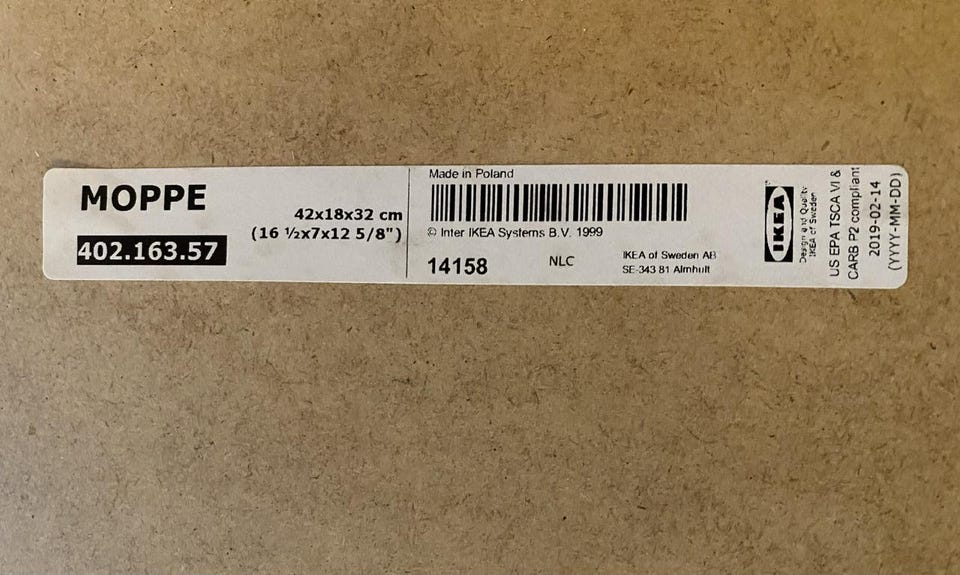 MOPPE
42x18x32 cm
(16 ½x7x12 5/8")
402.163.57
Made in Poland
© Inter IKEA Systems B.V. 1999
14158
NLC
IKEA of Sweden AB
SE-343 81 Älmhult
IKEA
Design and Quality
IKEA of Sweden
US EPA TSCA VI &
CARB P2 compliant
2019-02-14
(YYYY-MM-DD)